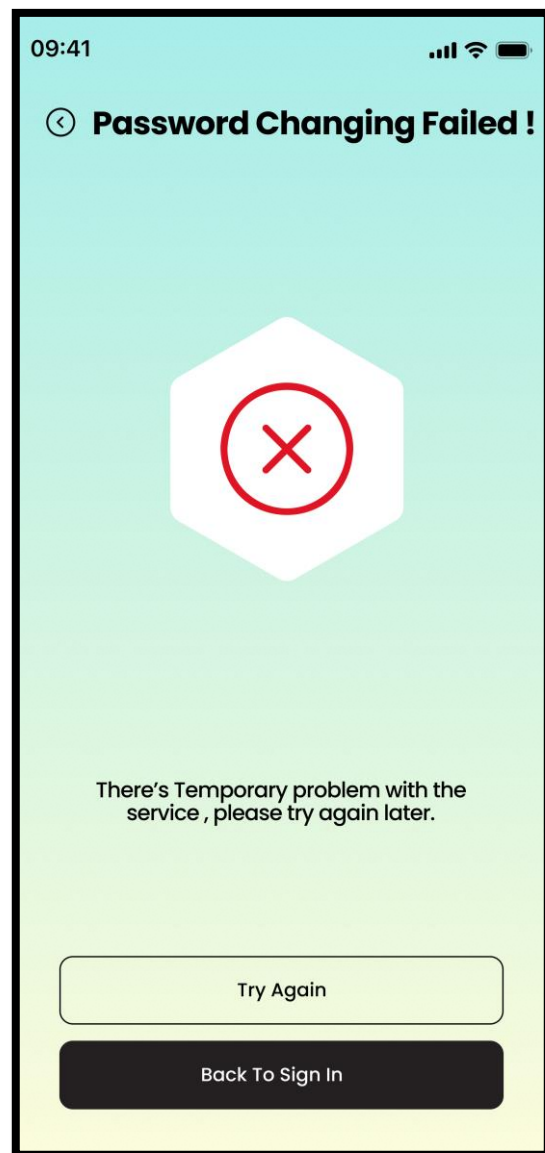 09:41
Password Changing Failed !
There’s Temporary problem with the
service , please try again later.
Try Again
Back To Sign In